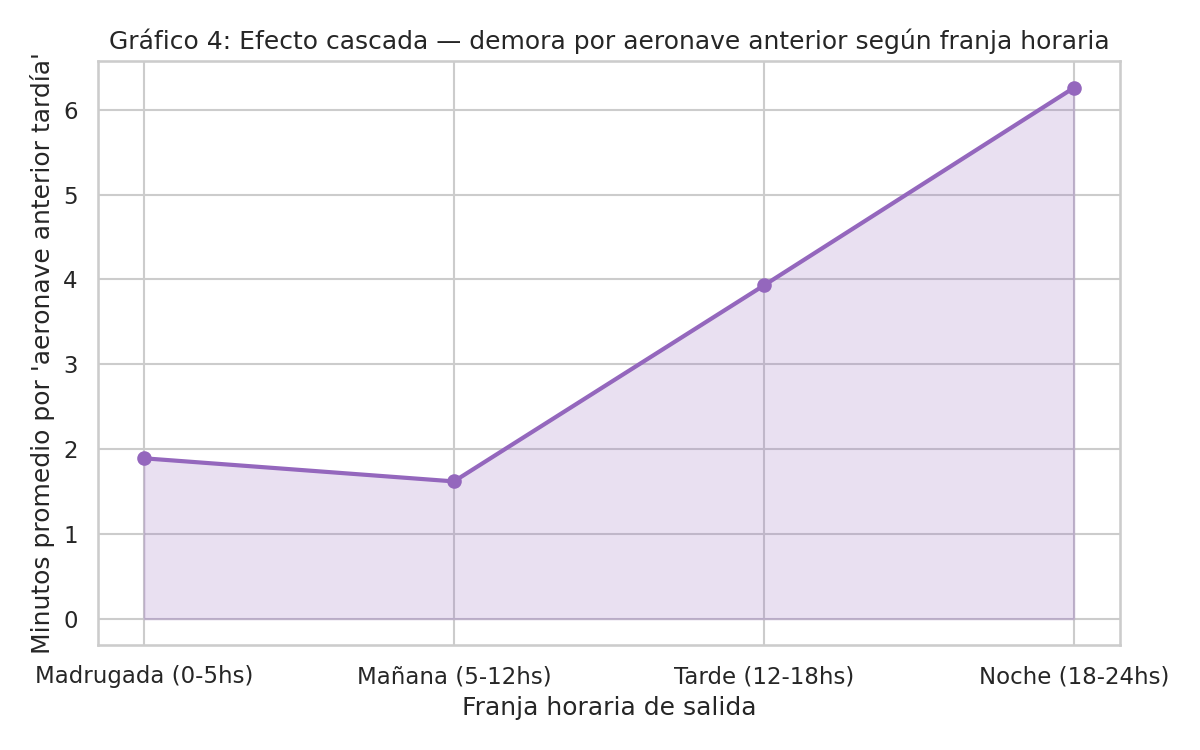 Gráfico 4: Efecto cascada — demora por aeronave anterior según franja horaria
Minutos promedio por 'aeronave anterior tardía'
6
5
4
3
2
1
0
Madrugada (0-5hs)
Mañana (5-12hs)
Tarde (12-18hs)
Noche (18-24hs)
Franja horaria de salida